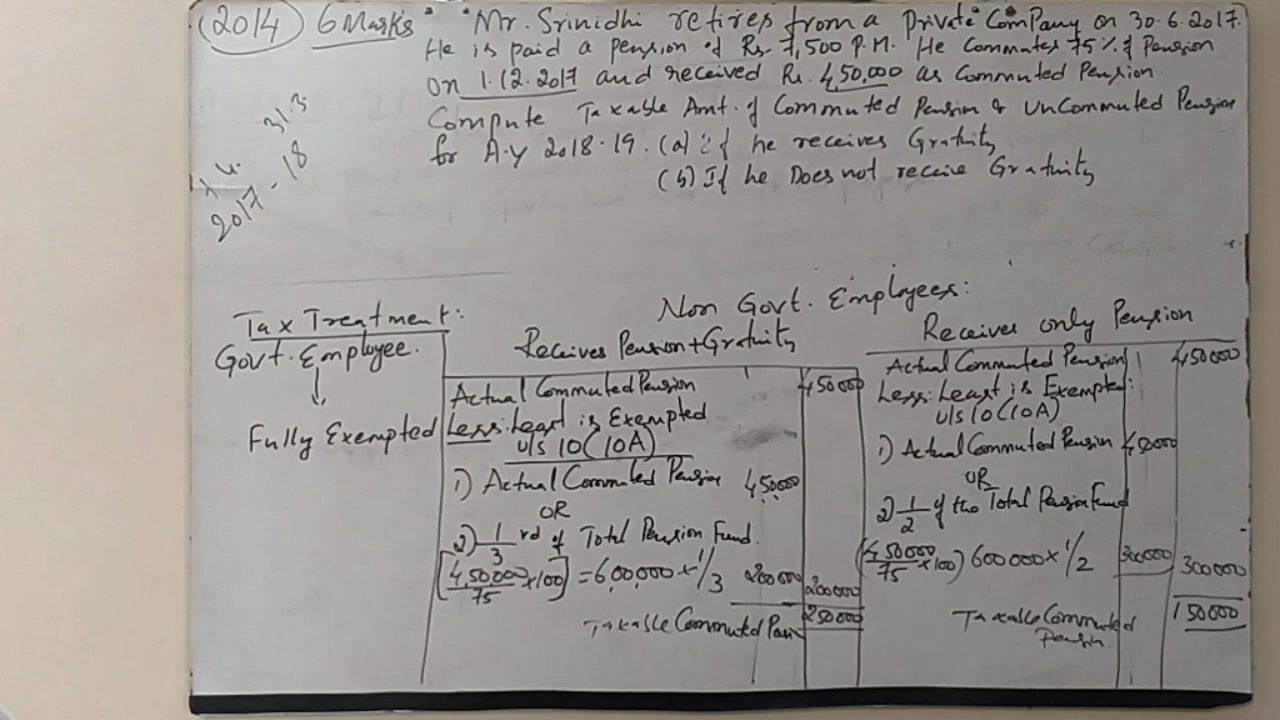 (2014) 6 Marks "Mr. Srinidhi retires from a Private Company on 30.6.2017.
He is paid a pension of Rs. 7,500 P.M. He Commutes 75% of Pension
on 1.12.2017 and received Rs. 4,50,000 as Commuted Pension.
Compute Taxable Amt. of Commuted Pension & UnCommuted Pension
for A.Y 2018-19. (a) if he receives Gratuity
(b) If he Does not receive Gratuity
31.3
1.4.
2017-18
Non Govt. Employees:
Tax Treatment:
Govt. Employee.
↓
Fully Exempted
Receives Pension+Gratuity
Actual Commuted Pension 450000
Less: Least is Exempted
u/s 10(10A)
1) Actual Commuted Pension 450000
OR
2) 1/3 rd of Total Pension Fund.
[4,50,000/75 x100] = 6,00,000 x 1/3 200000 200000
Taxable Commuted Pension 250000
Receives only Pension
Actual Commuted Pension 450000
Less: Least is Exempted:
u/s 10(10A)
1) Actual Commuted Pension 450000
OR
2) 1/2 of the Total Pension Fund
(4,50,000/75 x100) 600000 x 1/2 300000 300000
Taxable Commuted 150000
Pension.